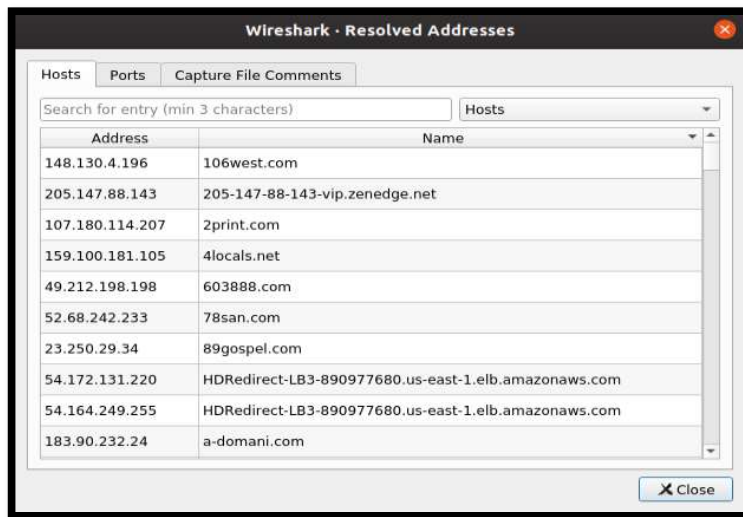 Wireshark · Resolved Addresses
Hosts Ports Capture File Comments
Search for entry (min 3 characters) Hosts
Address Name
148.130.4.196 106west.com
205.147.88.143 205-147-88-143-vip.zenedge.net
107.180.114.207 2print.com
159.100.181.105 4locals.net
49.212.198.198 603888.com
52.68.242.233 78san.com
23.250.29.34 89gospel.com
54.172.131.220 HDRedirect-LB3-890977680.us-east-1.elb.amazonaws.com
54.164.249.255 HDRedirect-LB3-890977680.us-east-1.elb.amazonaws.com
183.90.232.24 a-domani.com
Close